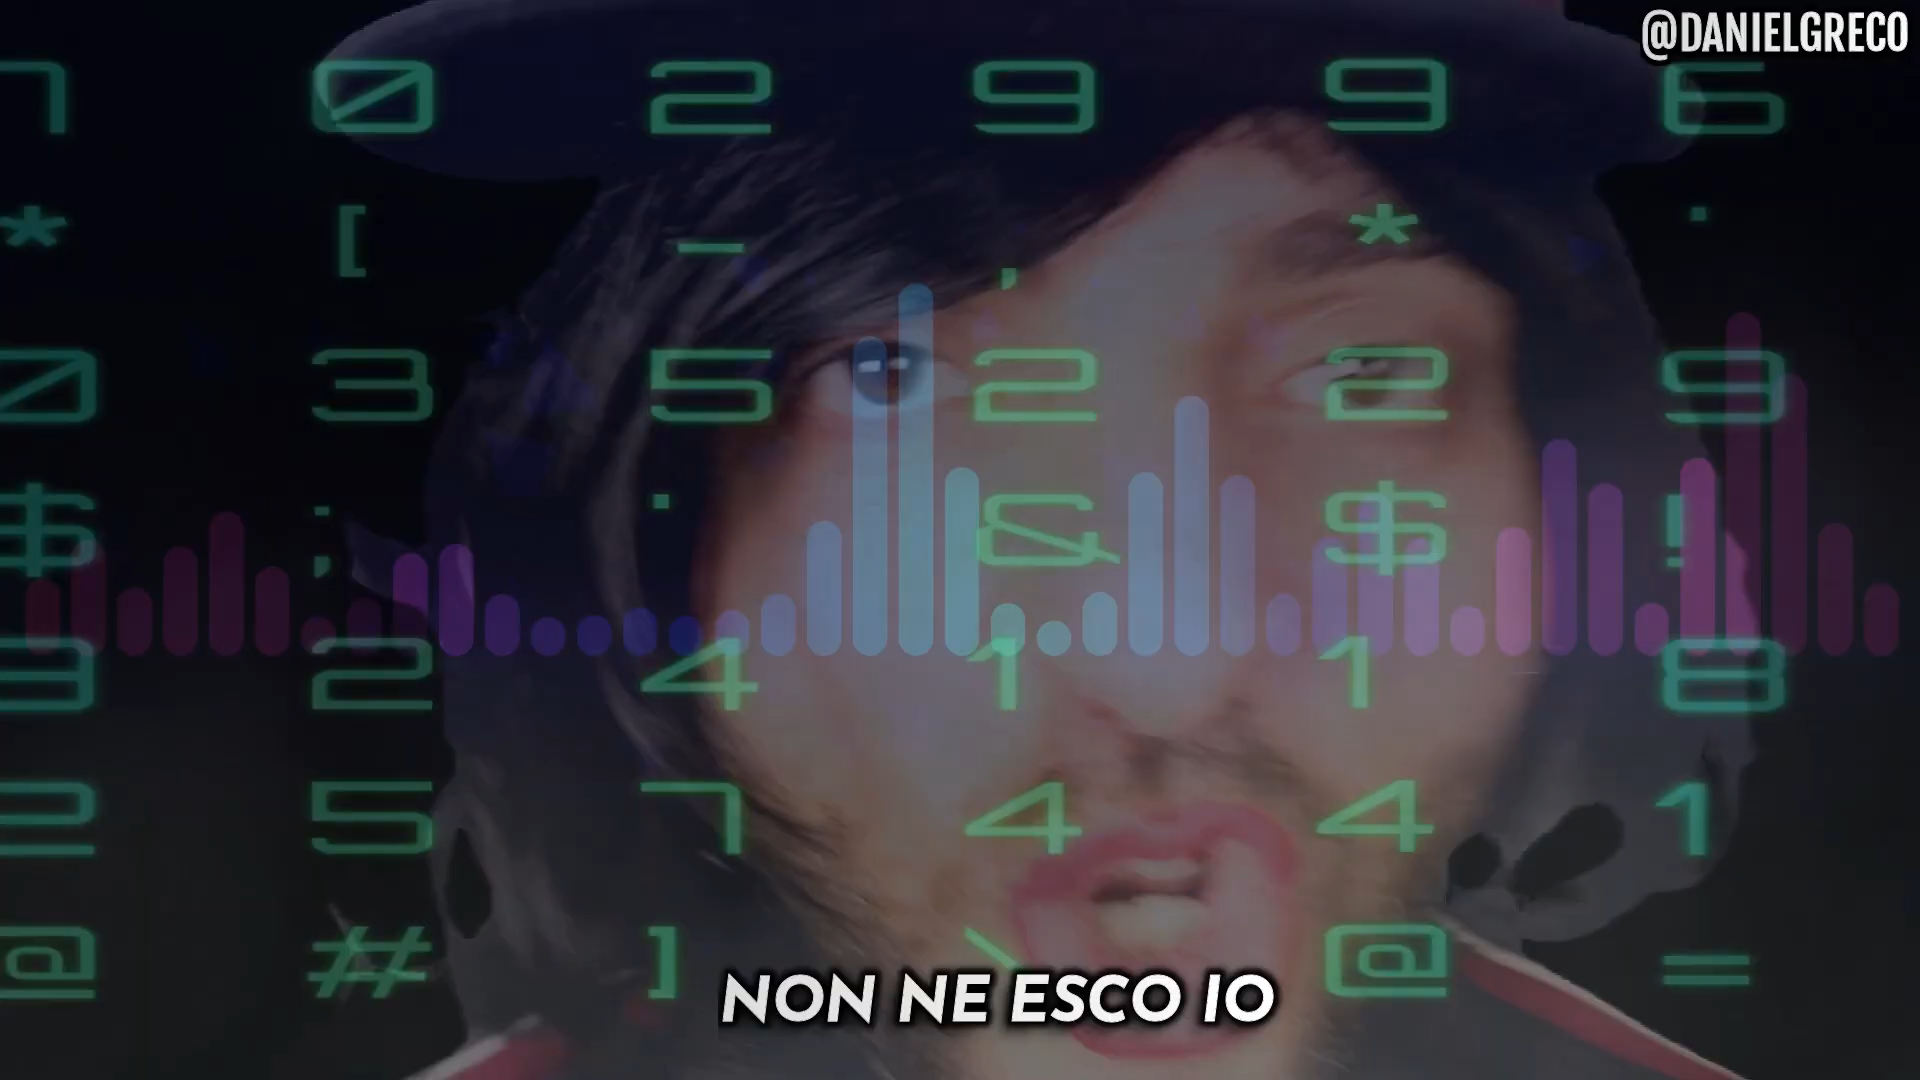 @DANIELGRECO
7 0 2 9 9 6
* [ - , * .
0 3 5 2 2 9
$ ; . & $ !
9 2 4 1 1 8
2 5 7 4 4 1
@ # ] \ @ =
NON NE ESCO IO